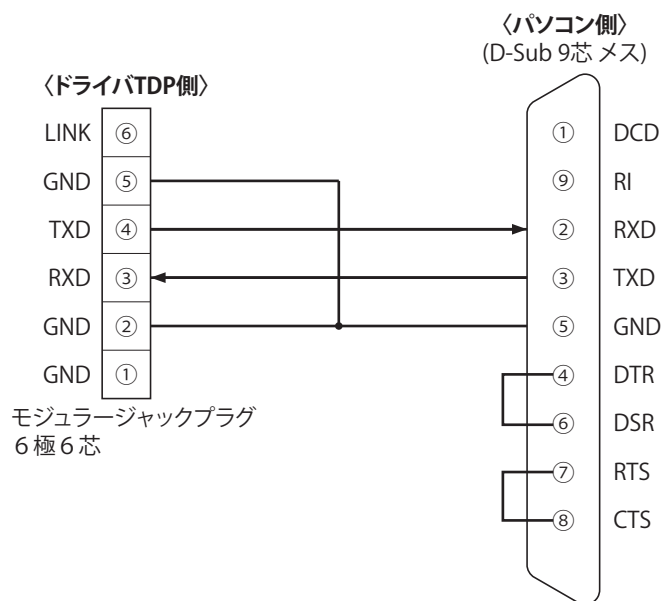 〈パソコン側〉
(D-Sub 9芯 メス)
〈ドライバTDP側〉
LINK ⑥
GND ⑤
TXD ④
RXD ③
GND ②
GND ①
モジュラージャックプラグ
6極6芯
① DCD
⑨ RI
② RXD
③ TXD
⑤ GND
④ DTR
⑥ DSR
⑦ RTS
⑧ CTS